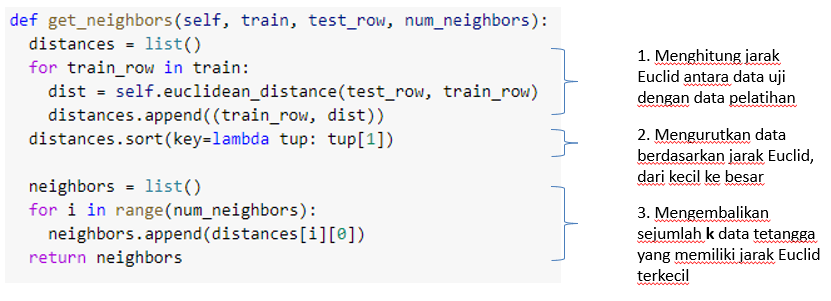 def get_neighbors(self, train, test_row, num_neighbors):
  distances = list()
  for train_row in train:
    dist = self.euclidean_distance(test_row, train_row)
    distances.append((train_row, dist))
  distances.sort(key=lambda tup: tup[1])
  neighbors = list()
  for i in range(num_neighbors):
    neighbors.append(distances[i][0])
  return neighbors
1. Menghitung jarak
Euclid antara data uji
dengan data pelatihan
2. Mengurutkan data
berdasarkan jarak Euclid,
dari kecil ke besar
3. Mengembalikan
sejumlah k data tetangga
yang memiliki jarak Euclid
terkecil